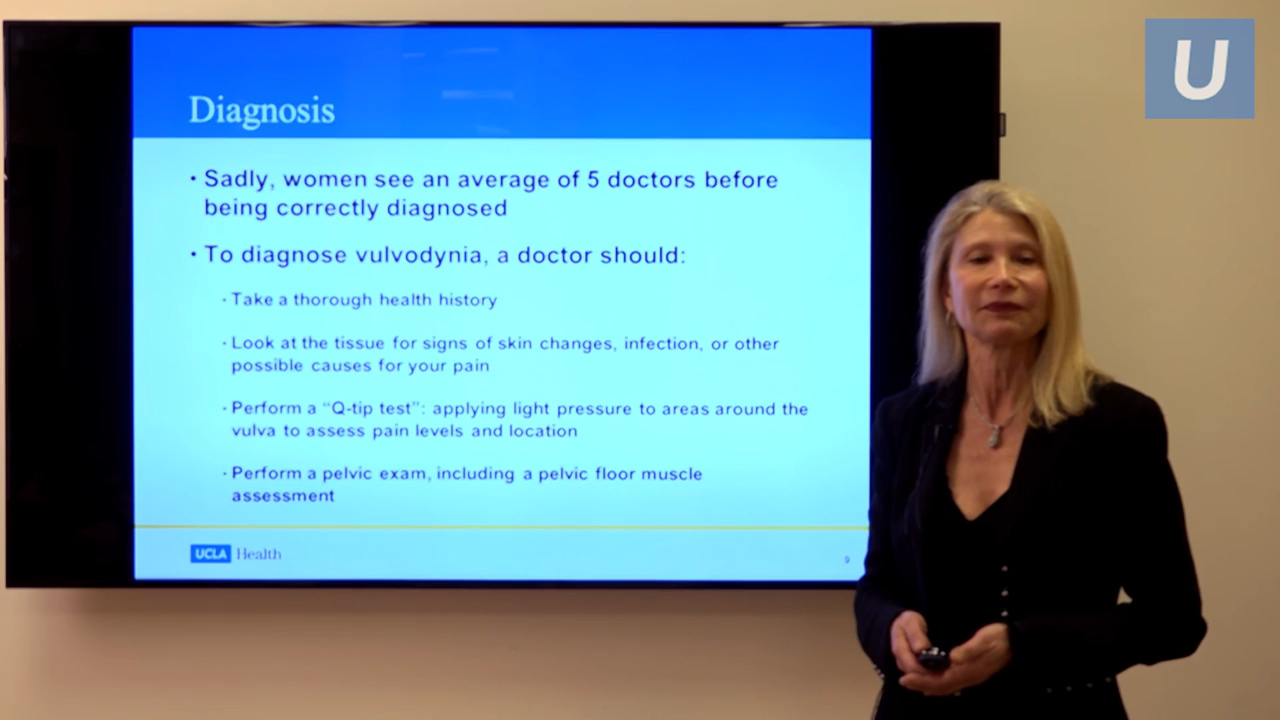 Diagnosis
• Sadly, women see an average of 5 doctors before
being correctly diagnosed
• To diagnose vulvodynia, a doctor should:
• Take a thorough health history
• Look at the tissue for signs of skin changes, infection, or other
possible causes for your pain
• Perform a “Q-tip test”: applying light pressure to areas around the
vulva to assess pain levels and location
• Perform a pelvic exam, including a pelvic floor muscle
assessment
UCLA Health
9
U